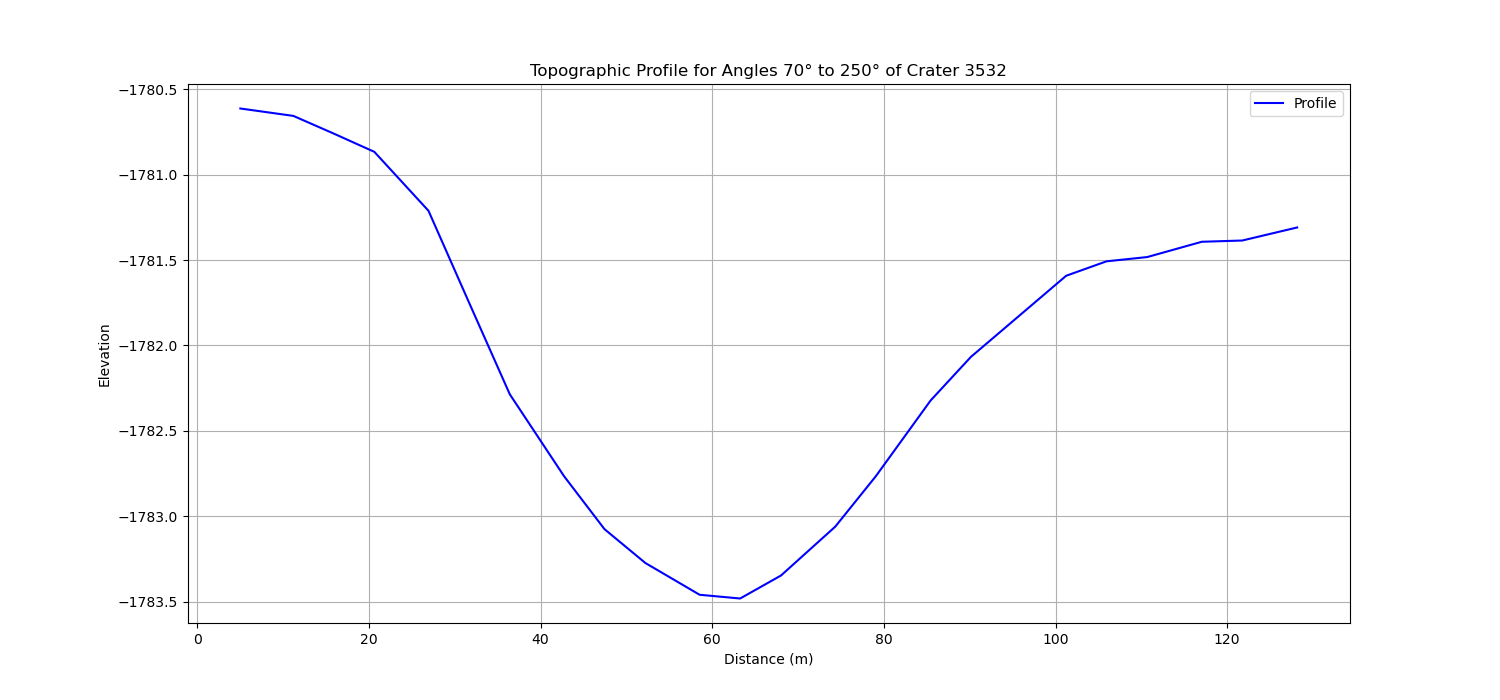 Topographic Profile for Angles 70° to 250° of Crater 3532
Profile
Elevation
−1780.5
−1781.0
−1781.5
−1782.0
−1782.5
−1783.0
−1783.5
0 20 40 60 80 100 120
Distance (m)